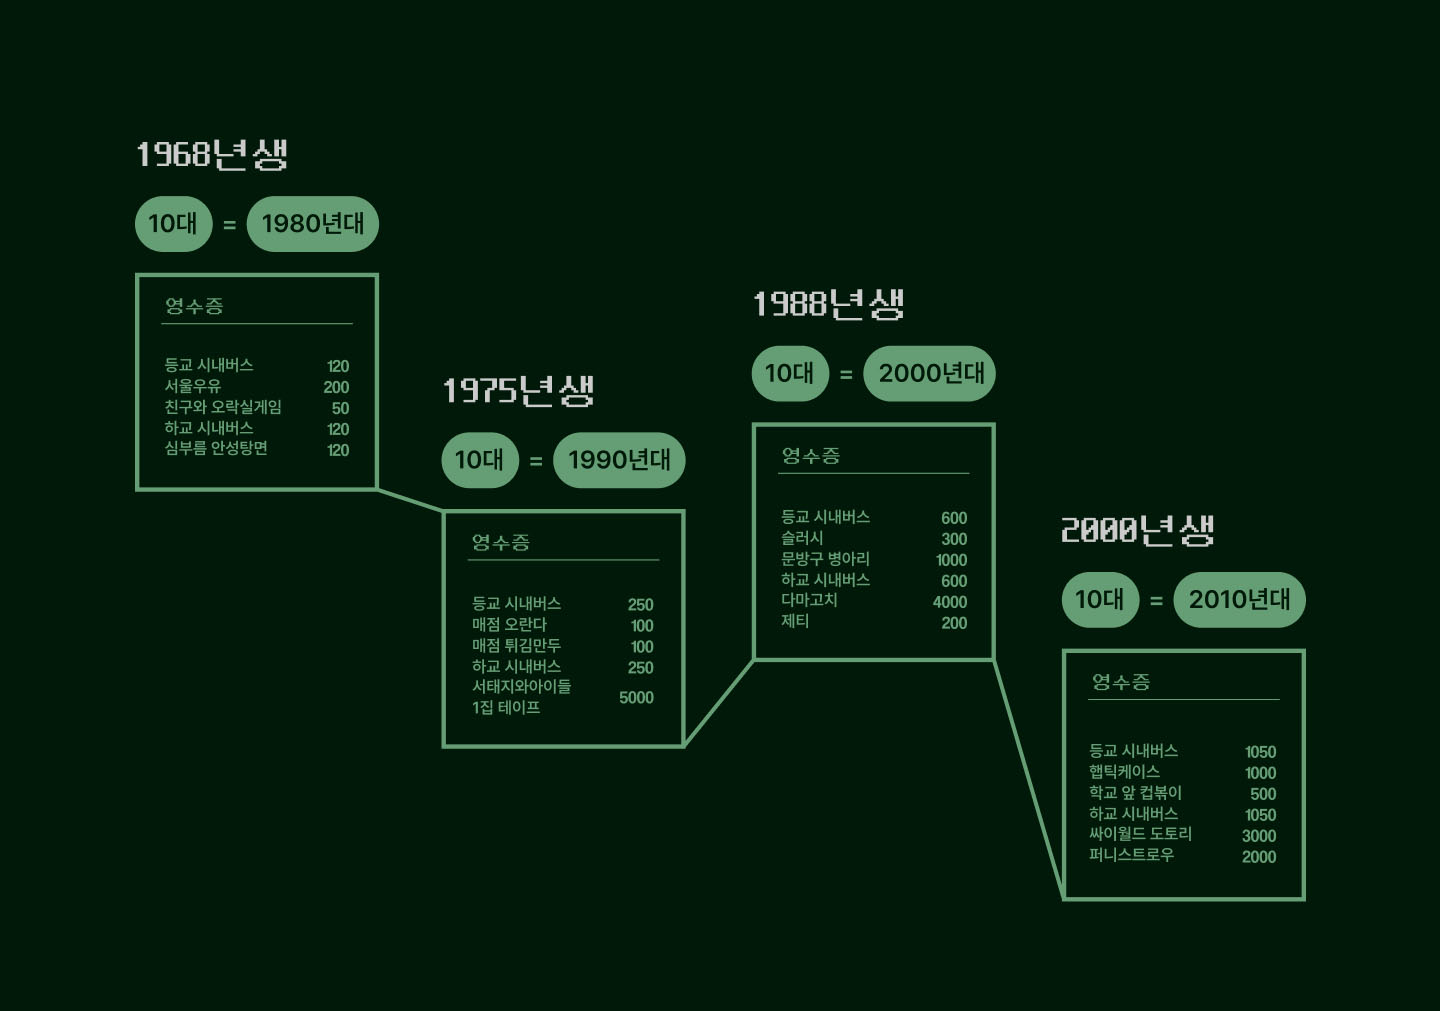 1968년생
10대 = 1980년대
영수증
등교 시내버스 120
서울우유 200
친구와 오락실게임 50
하교 시내버스 120
심부름 안성탕면 120
1975년생
10대 = 1990년대
영수증
등교 시내버스 250
매점 오란다 100
매점 튀김만두 100
하교 시내버스 250
서태지와아이들
1집 테이프 5000
1988년생
10대 = 2000년대
영수증
등교 시내버스 600
슬러시 300
문방구 병아리 1000
하교 시내버스 600
다마고치 4000
제티 200
2000년생
10대 = 2010년대
영수증
등교 시내버스 1050
햅틱케이스 1000
학교 앞 컵볶이 500
하교 시내버스 1050
싸이월드 도토리 3000
퍼니스트로우 2000